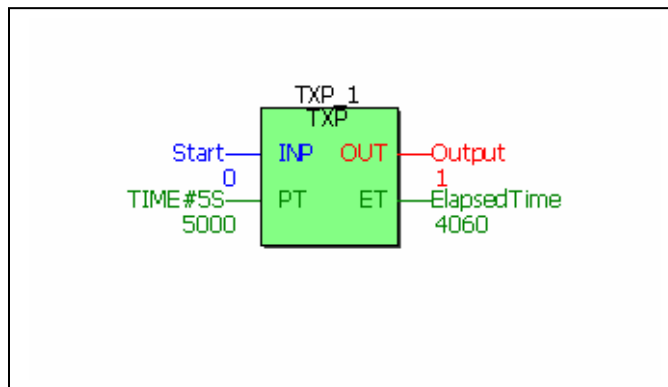 TXP_1
TXP
Start INP OUT Output
0 1
TIME#5S PT ET ElapsedTime
5000 4060